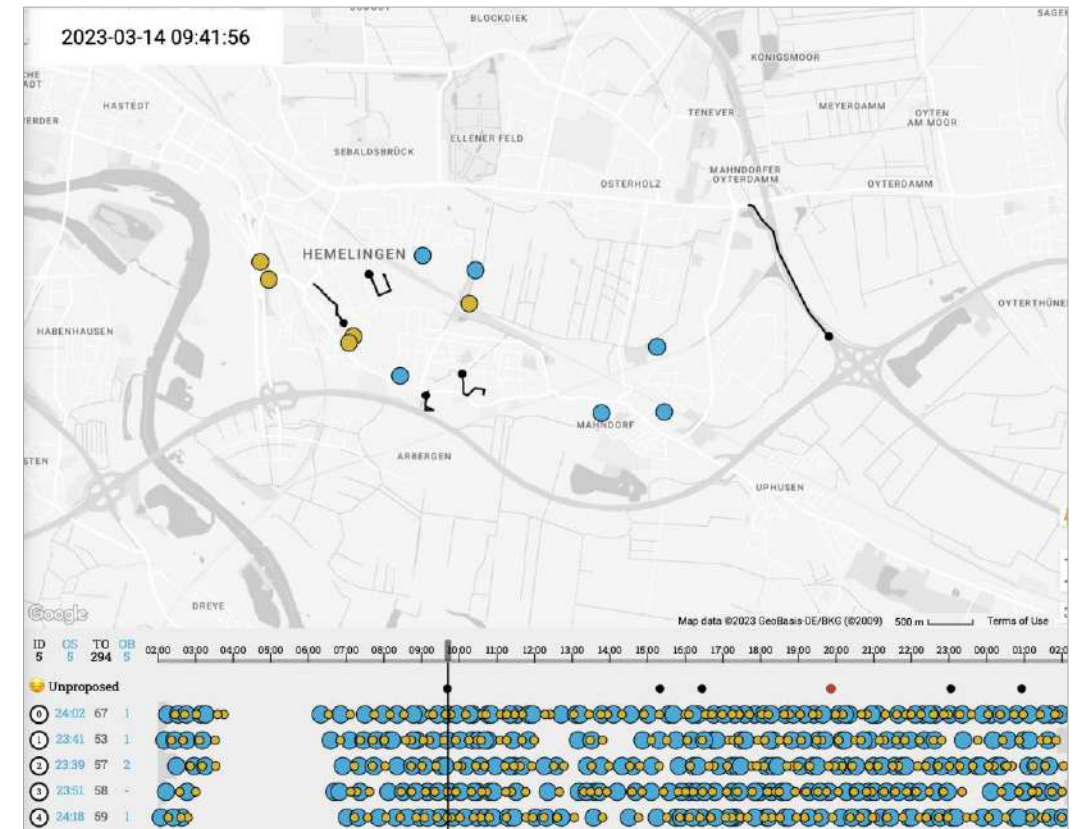 BLOCKDIEK
2023-03-14 09:41:56
KÖNIGSMOOR
HASTEDT
TENEVER
MEYERDAMM
OYTEN
AM MOOR
ELLENER FELD
SEBALDSBRÜCK
MAHNDORFER
OYTERDAMM
OSTERHOLZ
OYTERDAMM
HEMELINGEN
HABENHAUSEN
MAHNDORF
ARBERGEN
UPHUSEN
DREYE
Google
Map data ©2023 GeoBasis-DE/BKG (©2009) 500 m Terms of Use
ID OS TO OB
5 5 294 5
02:00 03:00 04:00 05:00 06:00 07:00 08:00 09:00 10:00 11:00 12:00 13:00 14:00 15:00 16:00 17:00 18:00 19:00 20:00 21:00 22:00 23:00 00:00 01:00
Unproposed
0 24:02 67 1
1 23:41 53 1
2 23:39 57 2
3 23:51 58 -
4 24:18 59 1